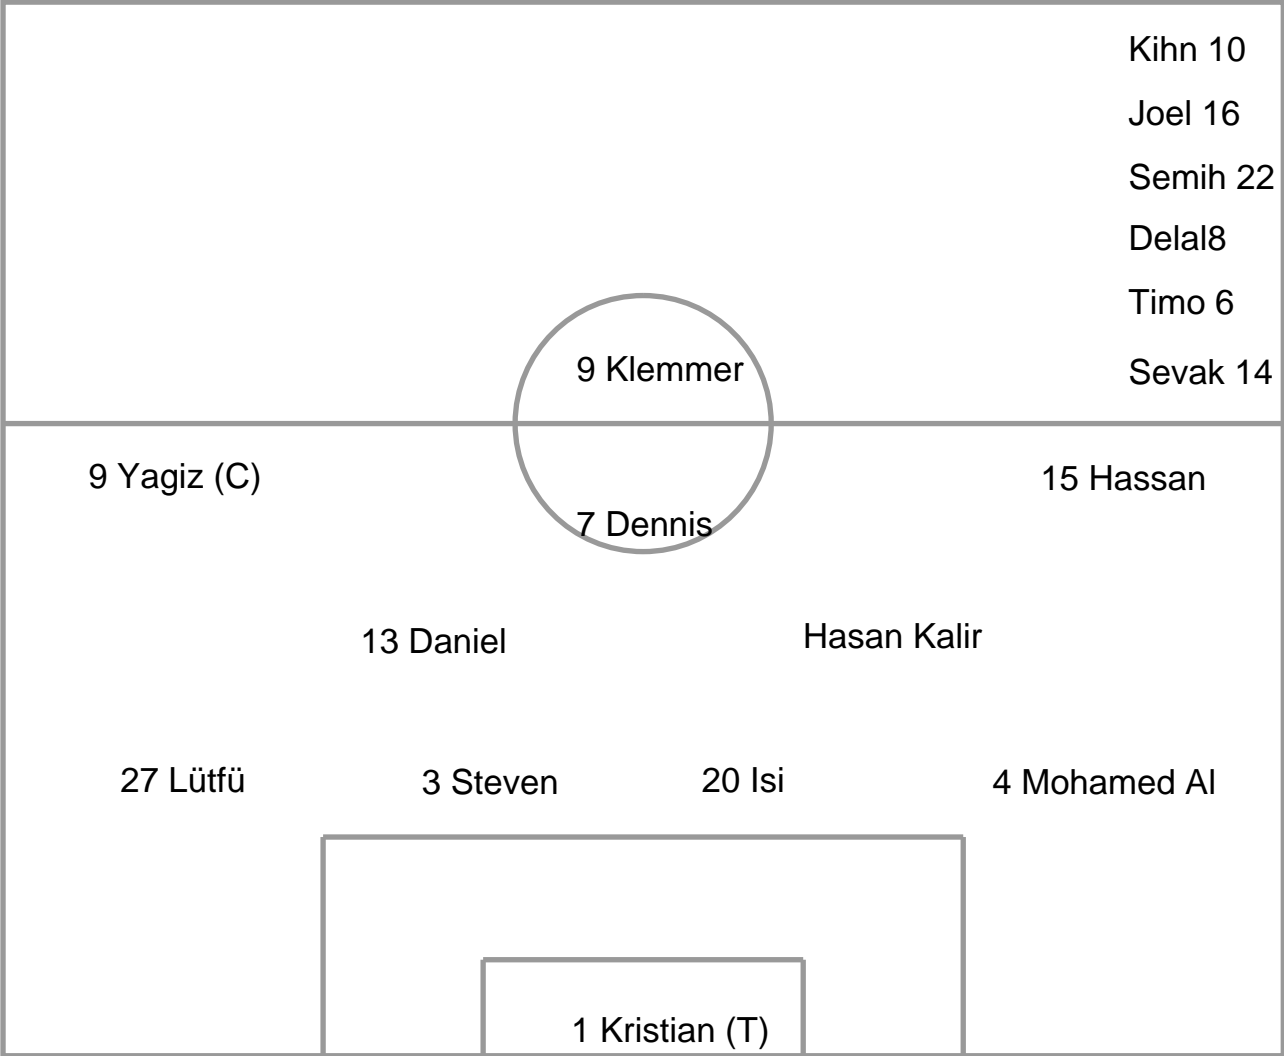 Kihn 10
Joel 16
Semih 22
Delal8
Timo 6
Sevak 14
9 Klemmer
9 Yagiz (C)
15 Hassan
7 Dennis
13 Daniel
Hasan Kalir
27 Lütfü
3 Steven
20 Isi
4 Mohamed Al
1 Kristian (T)